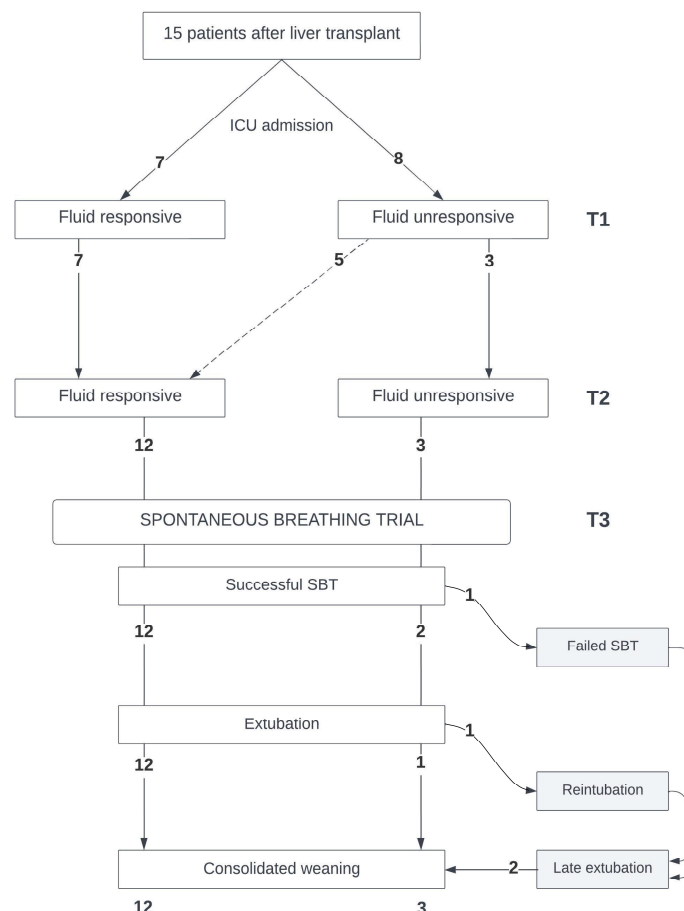 15 patients after liver transplant
ICU admission
7
8
Fluid responsive
Fluid unresponsive
T1
7
5
3
Fluid responsive
Fluid unresponsive
T2
12
3
SPONTANEOUS BREATHING TRIAL
T3
Successful SBT
1
12
2
Failed SBT
Extubation
1
12
1
Reintubation
Consolidated weaning
2
Late extubation
12
3